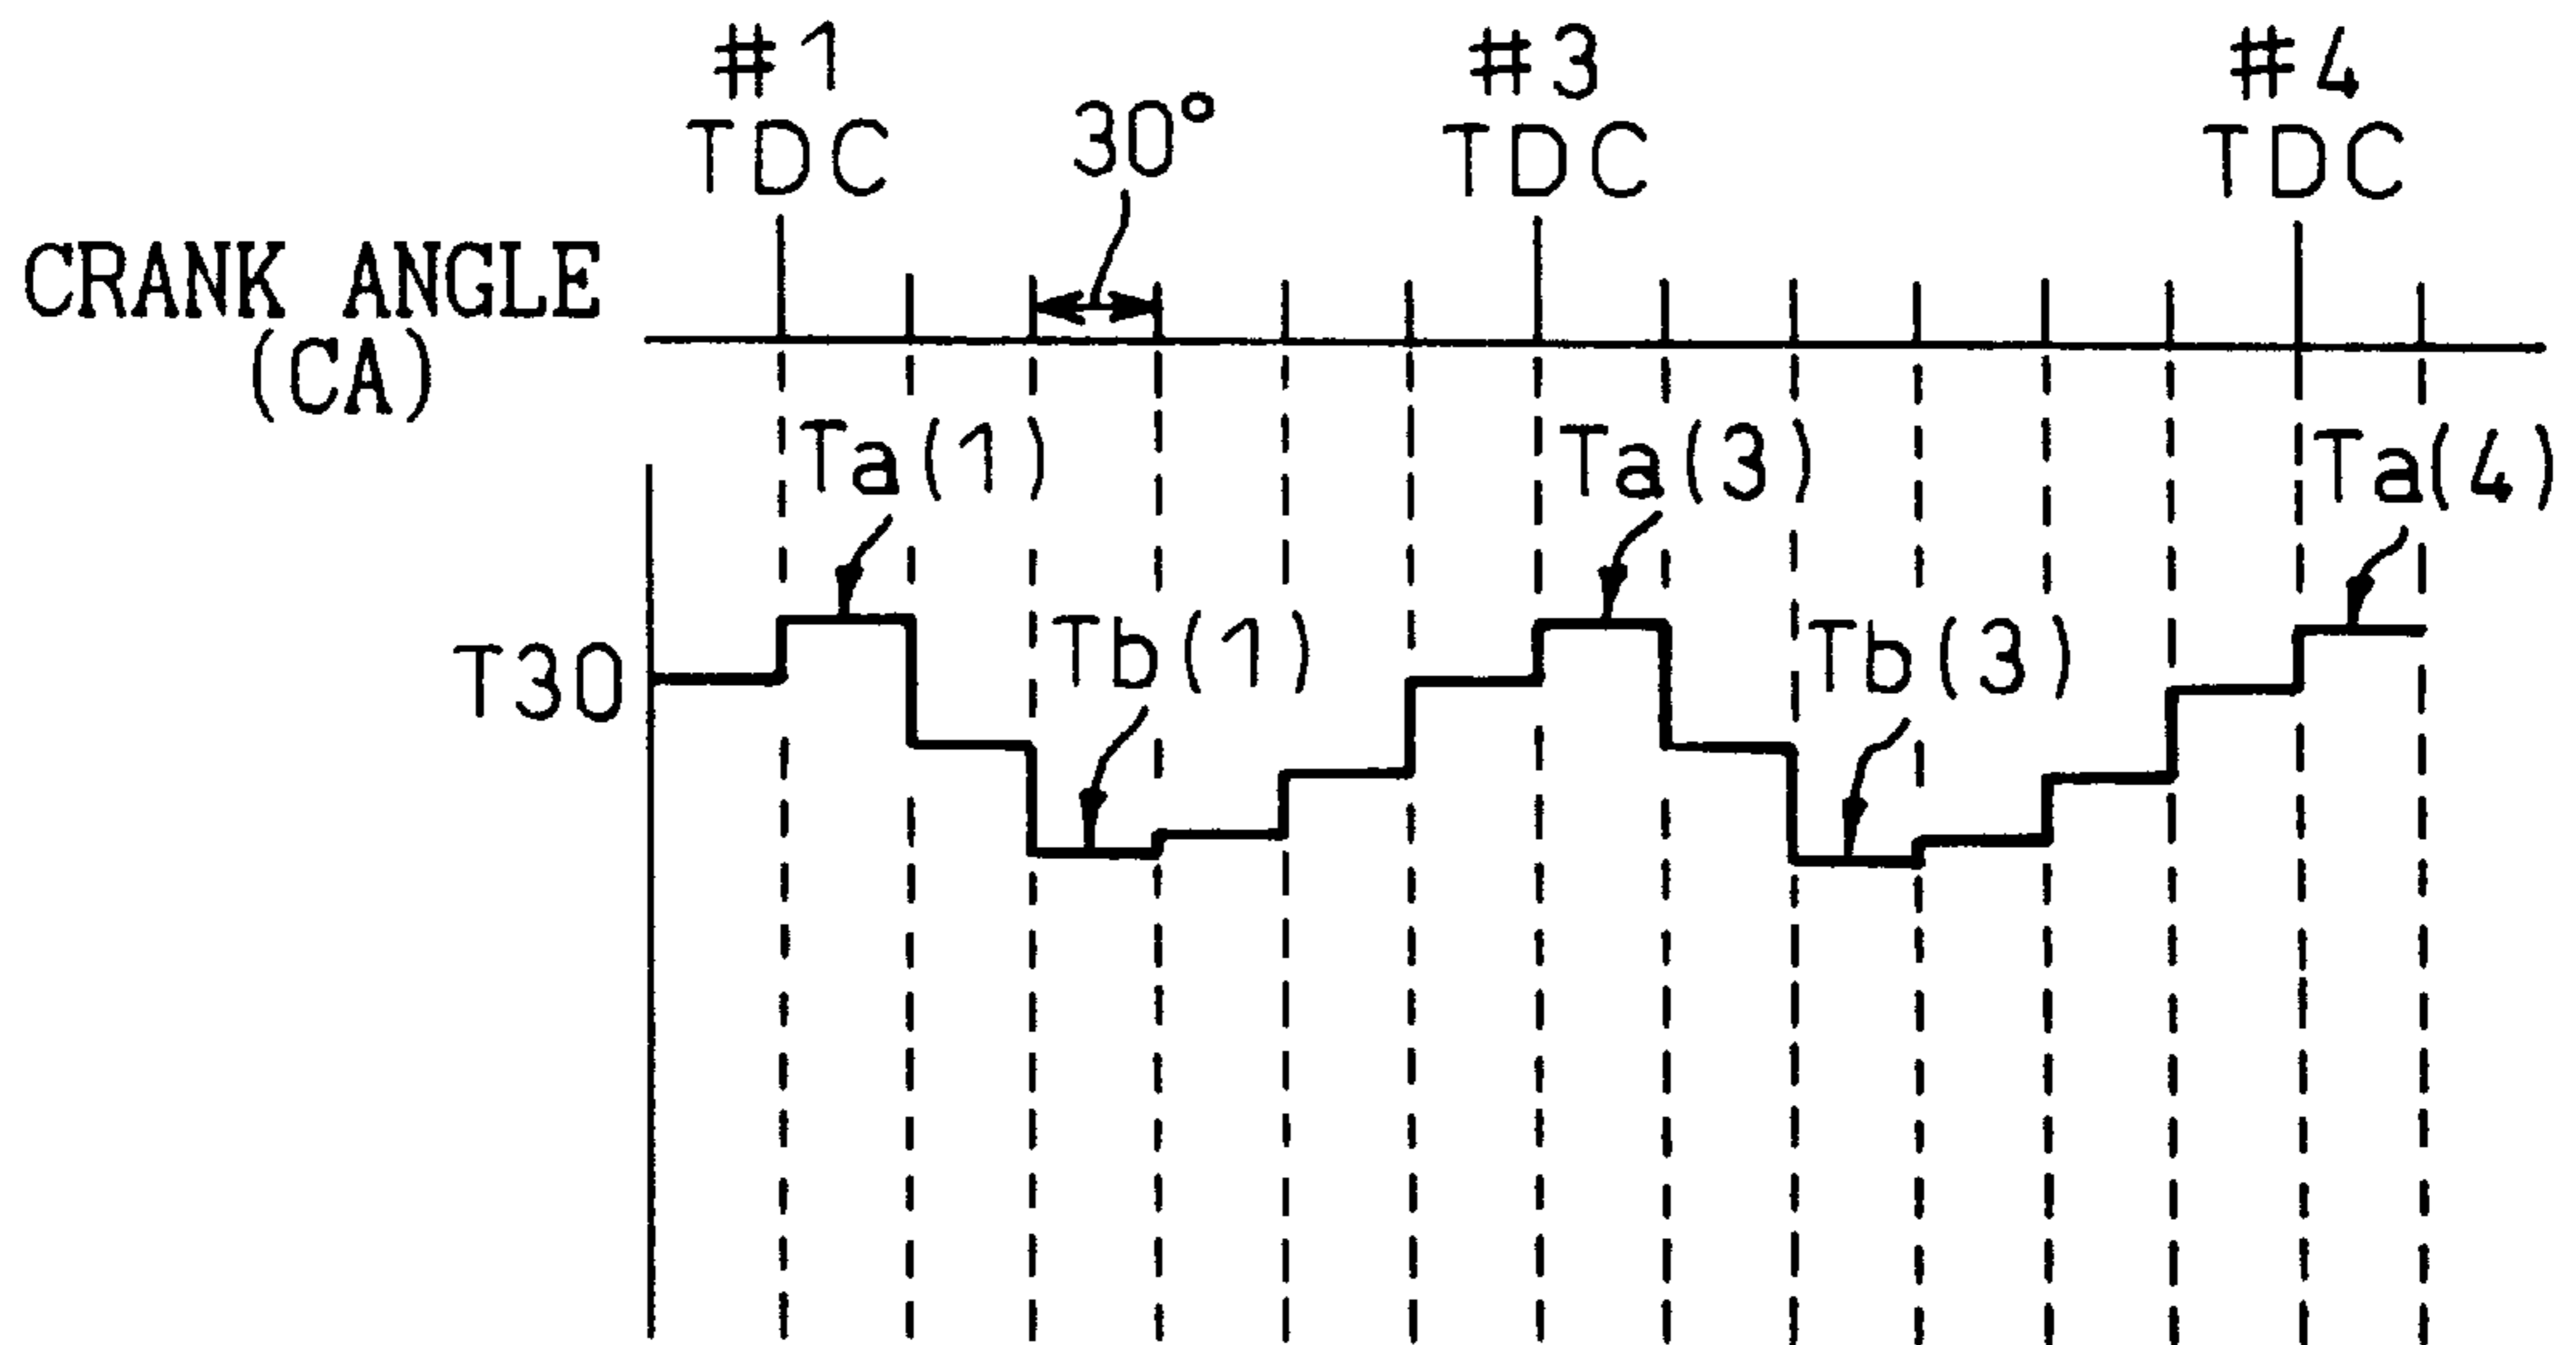 #1
TDC
30°
#3
TDC
#4
TDC
CRANK ANGLE
(CA)
Ta(1)
Ta(3)
Ta(4)
T30
Tb(1)
Tb(3)